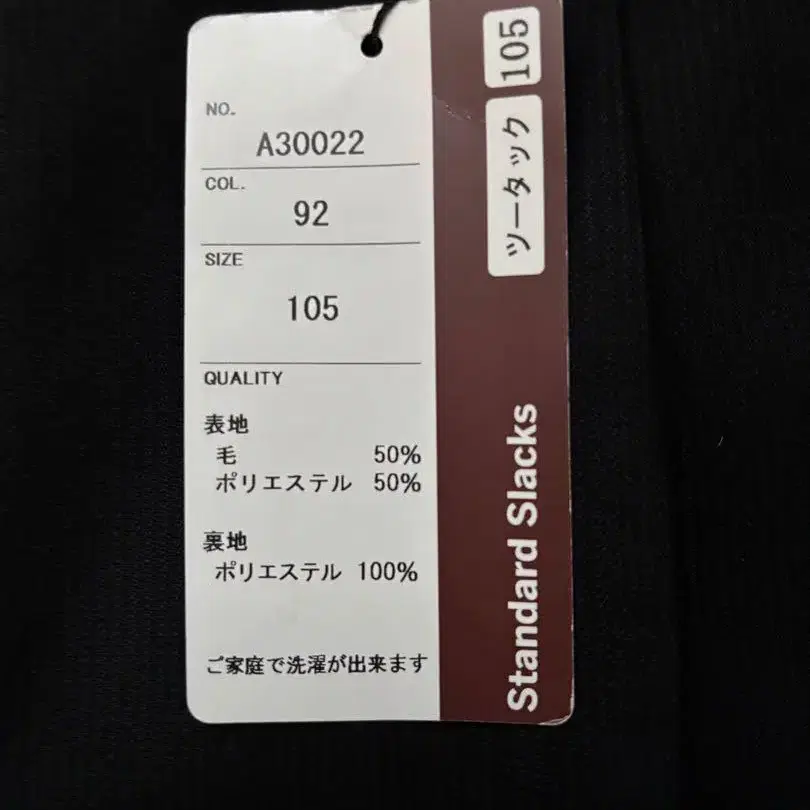 NO.
A30022
COL.
92
SIZE
105
QUALITY
表地
毛 50%
ポリエステル 50%
裏地
ポリエステル 100%
ご家庭で洗濯が出来ます
Standard Slacks
ツータック
105